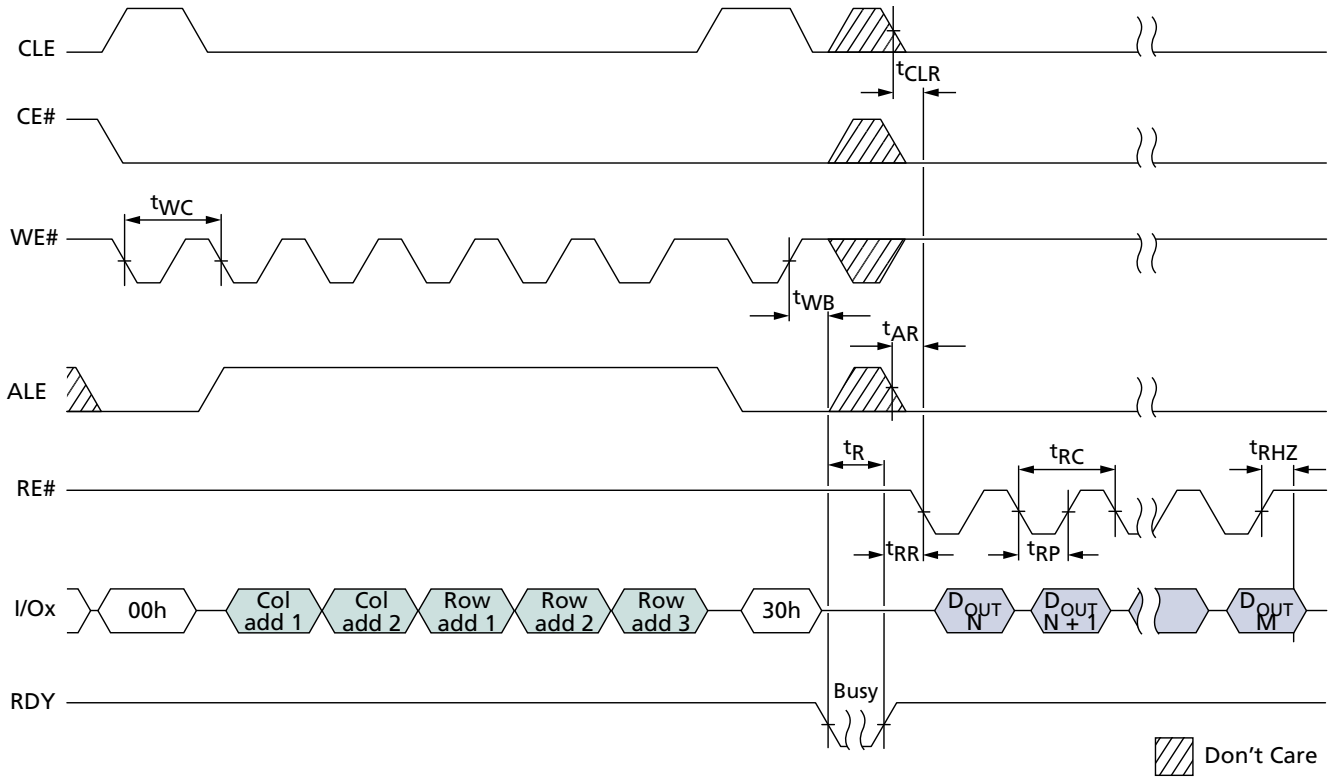 CLE
tCLR
CE#
tWC
WE#
tWB
tAR
ALE
tR
tRC
tRHZ
RE#
tRR
tRP
I/Ox
00h
Col
add 1
Col
add 2
Row
add 1
Row
add 2
Row
add 3
30h
DOUT
N
DOUT
N + 1
DOUT
M
RDY
Busy
Don't Care